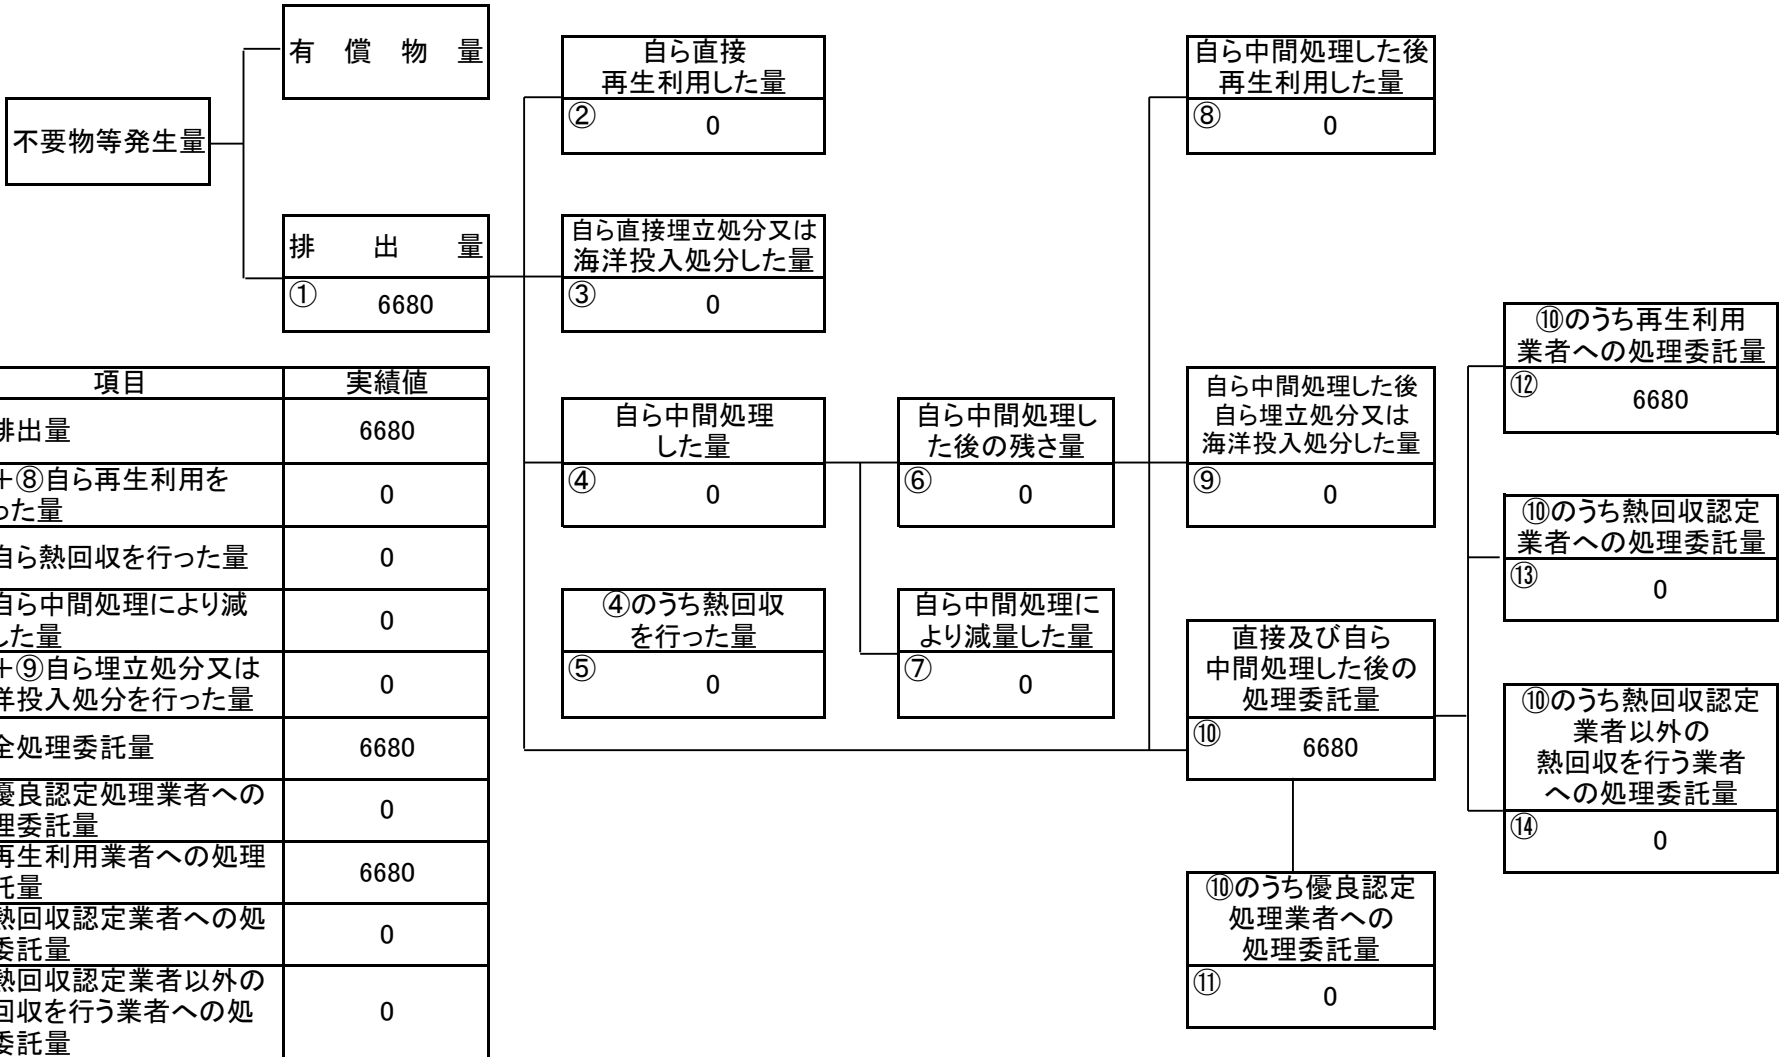 有償物量
不要物等発生量
排出量
①
6680
自ら直接
再生利用した量
②
0
自ら直接埋立処分又は
海洋投入処分した量
③
0
自ら中間処理
した量
④
0
④のうち熱回収
を行った量
⑤
0
自ら中間処理し
た後の残さ量
⑥
0
自ら中間処理に
より減量した量
⑦
0
自ら中間処理した後
再生利用した量
⑧
0
自ら中間処理した後
自ら埋立処分又は
海洋投入処分した量
⑨
0
直接及び自ら
中間処理した後の
処理委託量
⑩
6680
⑩のうち優良認定
処理業者への
処理委託量
⑪
0
⑩のうち再生利用
業者への処理委託量
⑫
6680
⑩のうち熱回収認定
業者への処理委託量
⑬
0
⑩のうち熱回収認定
業者以外の
熱回収を行う業者
への処理委託量
⑭
0
項目 実績値
排出量 6680
+⑧自ら再生利用を
った量 0
自ら熱回収を行った量 0
自ら中間処理により減
した量 0
+⑨自ら埋立処分又は
洋投入処分を行った量 0
全処理委託量 6680
優良認定処理業者への
理委託量 0
再生利用業者への処理
託量 6680
熱回収認定業者への処
委託量 0
熱回収認定業者以外の
回収を行う業者への処
委託量 0